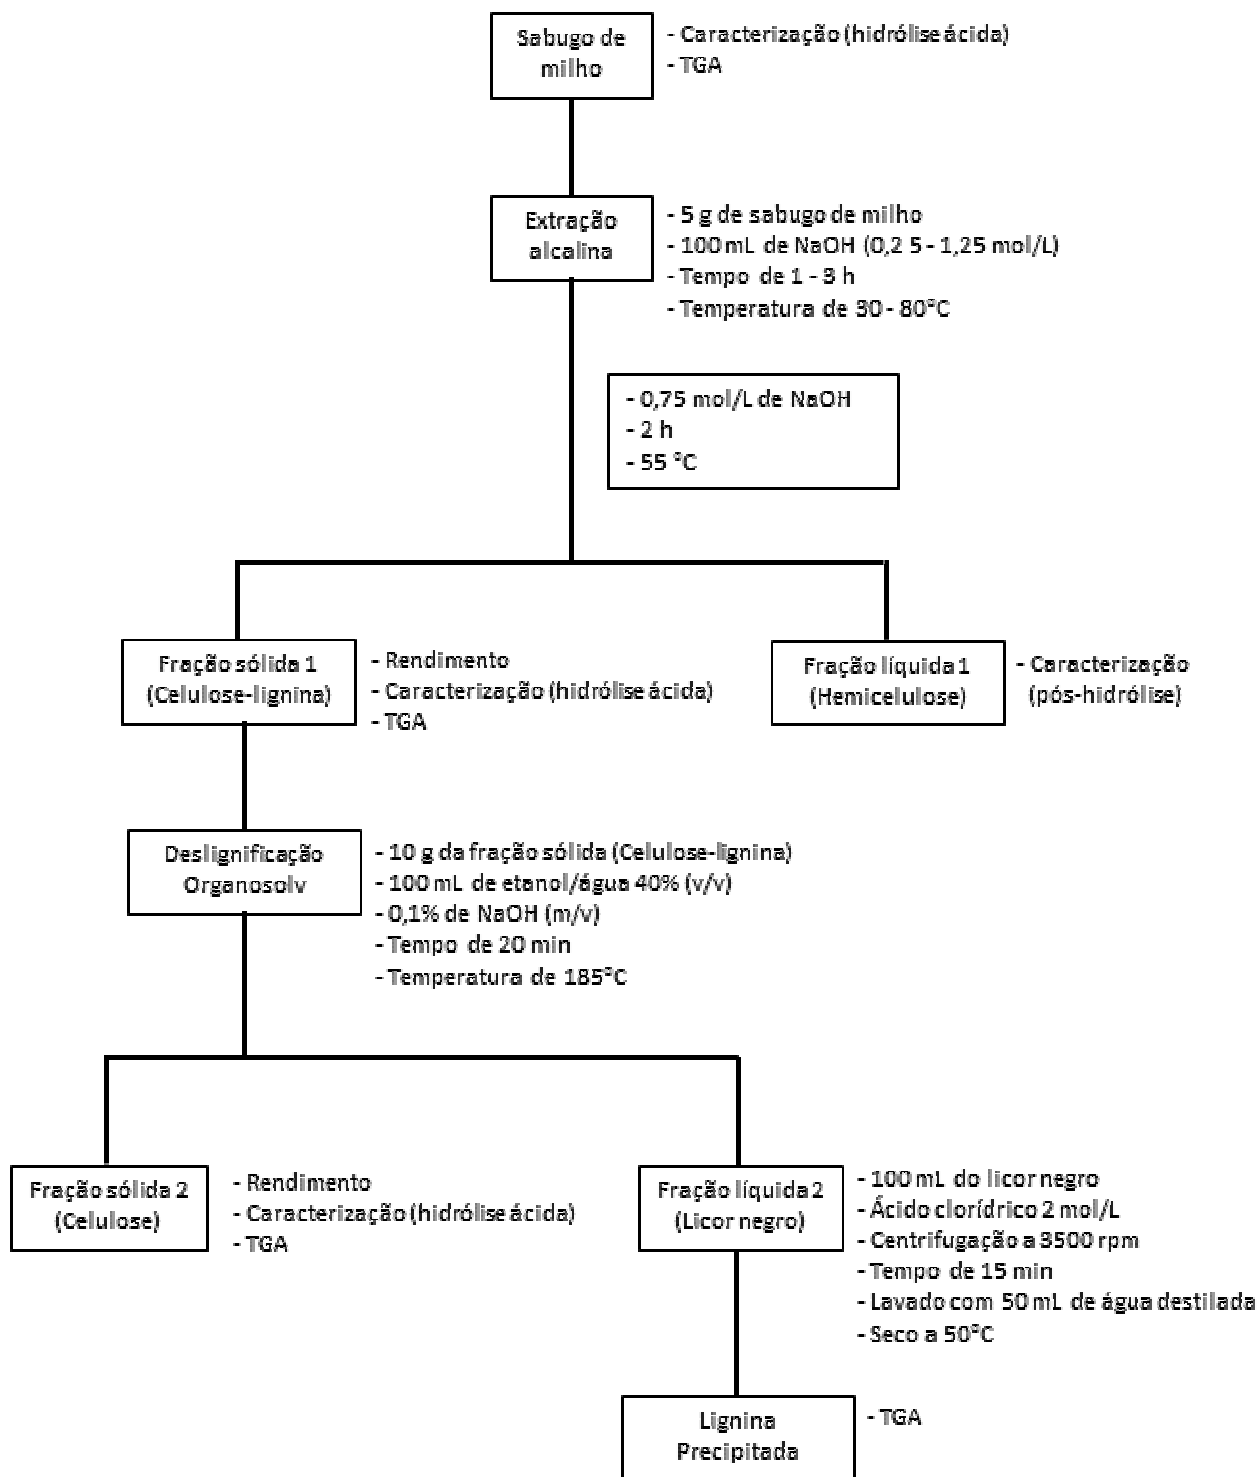 Sabugo de
milho
- Caracterização (hidrólise ácida)
- TGA
Extração
alcalina
- 5 g de sabugo de milho
- 100 mL de NaOH (0,2 5 - 1,25 mol/L)
- Tempo de 1 - 3 h
- Temperatura de 30 - 80°C
- 0,75 mol/L de NaOH
- 2 h
- 55 °C
Fração sólida 1
(Celulose-lignina)
- Rendimento
- Caracterização (hidrólise ácida)
- TGA
Fração líquida 1
(Hemicelulose)
- Caracterização
(pós-hidrólise)
Deslignificação
Organosolv
- 10 g da fração sólida (Celulose-lignina)
- 100 mL de etanol/água 40% (v/v)
- 0,1% de NaOH (m/v)
- Tempo de 20 min
- Temperatura de 185°C
Fração sólida 2
(Celulose)
- Rendimento
- Caracterização (hidrólise ácida)
- TGA
Fração líquida 2
(Licor negro)
- 100 mL do licor negro
- Ácido clorídrico 2 mol/L
- Centrifugação a 3500 rpm
- Tempo de 15 min
- Lavado com 50 mL de água destilada
- Seco a 50°C
Lignina
Precipitada
- TGA